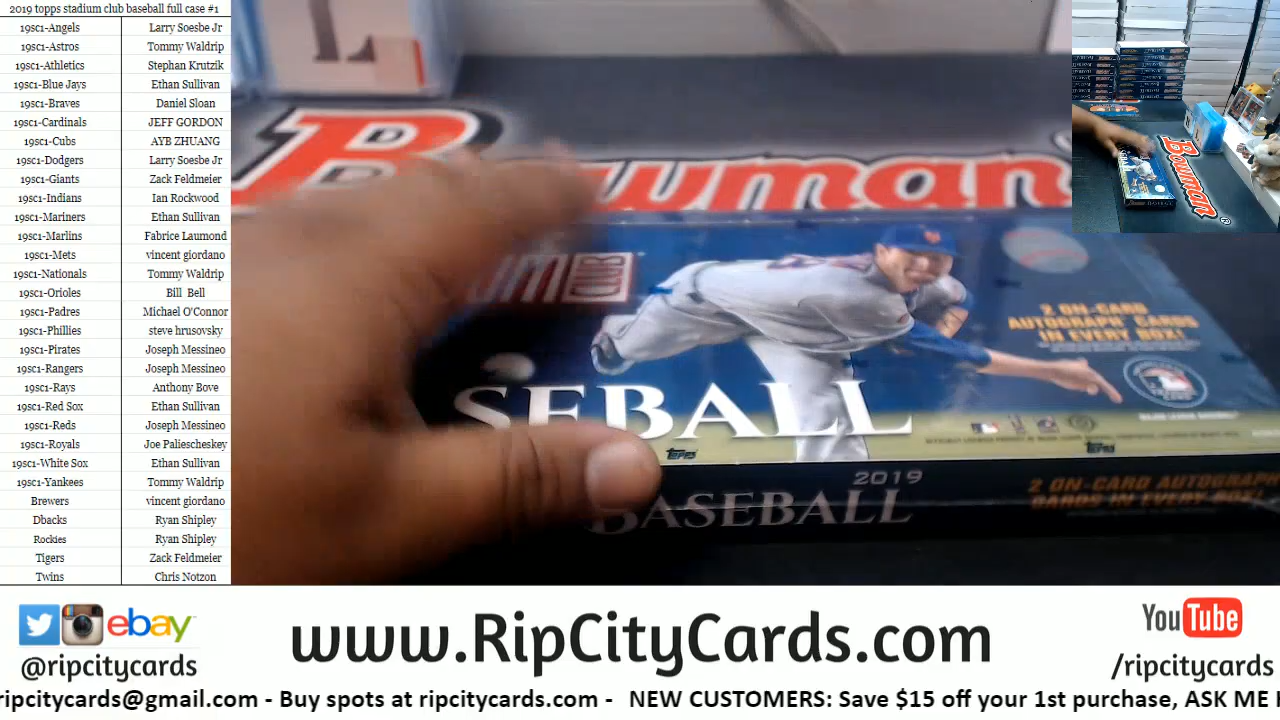 2019 topps stadium club baseball full case #1
19sc1-Angels Larry Soesbe Jr
19sc1-Astros Tommy Waldrip
19sc1-Athletics Stephan Krutzik
19sc1-Blue Jays Ethan Sullivan
19sc1-Braves Daniel Sloan
19sc1-Cardinals JEFF GORDON
19sc1-Cubs AYB ZHUANG
19sc1-Dodgers Larry Soesbe Jr
19sc1-Giants Zack Feldmeier
19sc1-Indians Ian Rockwood
19sc1-Mariners Ethan Sullivan
19sc1-Marlins Fabrice Laumond
19sc1-Mets vincent giordano
19sc1-Nationals Tommy Waldrip
19sc1-Orioles Bill Bell
19sc1-Padres Michael O'Connor
19sc1-Phillies steve hrusovsky
19sc1-Pirates Joseph Messineo
19sc1-Rangers Joseph Messineo
19sc1-Rays Anthony Bove
19sc1-Red Sox Ethan Sullivan
19sc1-Reds Joseph Messineo
19sc1-Royals Joe Paliescheskey
19sc1-White Sox Ethan Sullivan
19sc1-Yankees Tommy Waldrip
Brewers vincent giordano
Dbacks Ryan Shipley
Rockies Ryan Shipley
Tigers Zack Feldmeier
Twins Chris Notzon
Bowman
UM CLUB
2 ON-CARD
AUTOGRAPH CARDS
IN EVERY BOX!
SEBALL
Topps
Topps
2019
BASEBALL
2 ON-CARD AUTOGRAPH
CARDS IN EVERY BOX!
Bowman
ebay
@ripcitycards
www.RipCityCards.com
YouTube
/ripcitycards
ripcitycards@gmail.com - Buy spots at ripcitycards.com - NEW CUSTOMERS: Save $15 off your 1st purchase, ASK ME